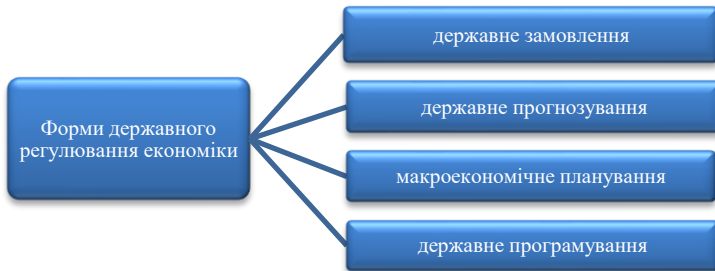 Форми державного
регулювання економіки
державне замовлення
державне прогнозування
макроекономічне планування
державне програмування